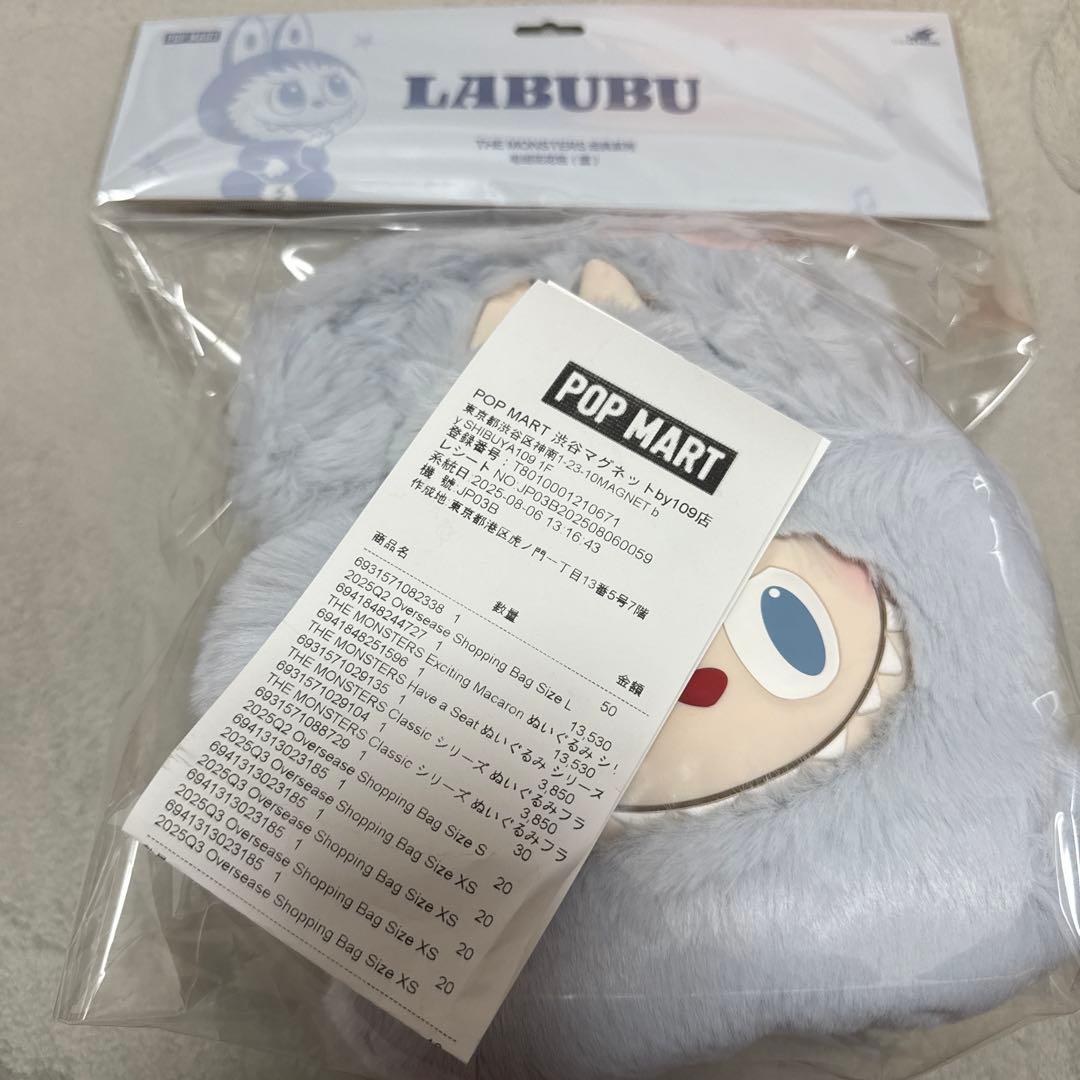 POP MART
LABUBU
THE MONSTERS
POP MART
POP MART 渋谷マグネットby109店
東京都渋谷区神南1-23-10MAGNET b
y SHIBUYA109 1F
登録番号:T8010001210671
レシートNO:JP03B202508060059
系統日:2025-08-06 13:16:43
機 號:JP03B
作成地:東京都港区虎ノ門一丁目13番5号7階
商品名 数量 金額
6931571082338 1 50
2025Q2 Oversease Shopping Bag Size L
6941848244727 1 13,530
THE MONSTERS Exciting Macaron ぬいぐるみ シリ
6941848251596 1 13,530
THE MONSTERS Have a Seat ぬいぐるみ シリース
6931571029135 1 3,850
THE MONSTERS Classic シリーズ ぬいぐるみフラ
6931571029104 1 3,850
THE MONSTERS Classic シリーズ ぬいぐるみフラ
6931571088729 1 30
2025Q2 Oversease Shopping Bag Size S
6941313023185 1 20
2025Q3 Oversease Shopping Bag Size XS
6941313023185 1 20
2025Q3 Oversease Shopping Bag Size XS
6941313023185 1 20
2025Q3 Oversease Shopping Bag Size XS
6941313023185 1 20
2025Q3 Oversease Shopping Bag Size XS